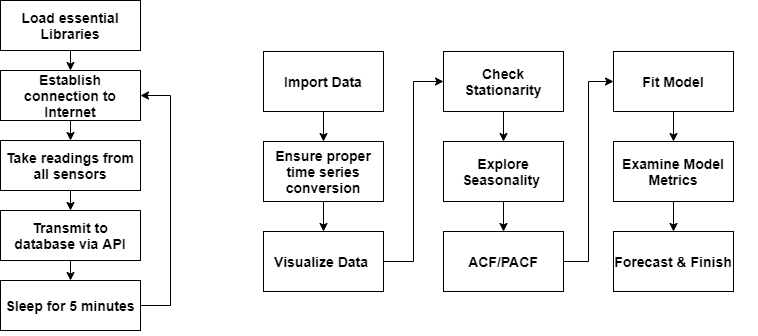 Load essential
Libraries
Establish
connection to
Internet
Take readings from
all sensors
Transmit to
database via API
Sleep for 5 minutes
Import Data
Ensure proper
time series
conversion
Visualize Data
Check
Stationarity
Explore
Seasonality
ACF/PACF
Fit Model
Examine Model
Metrics
Forecast & Finish